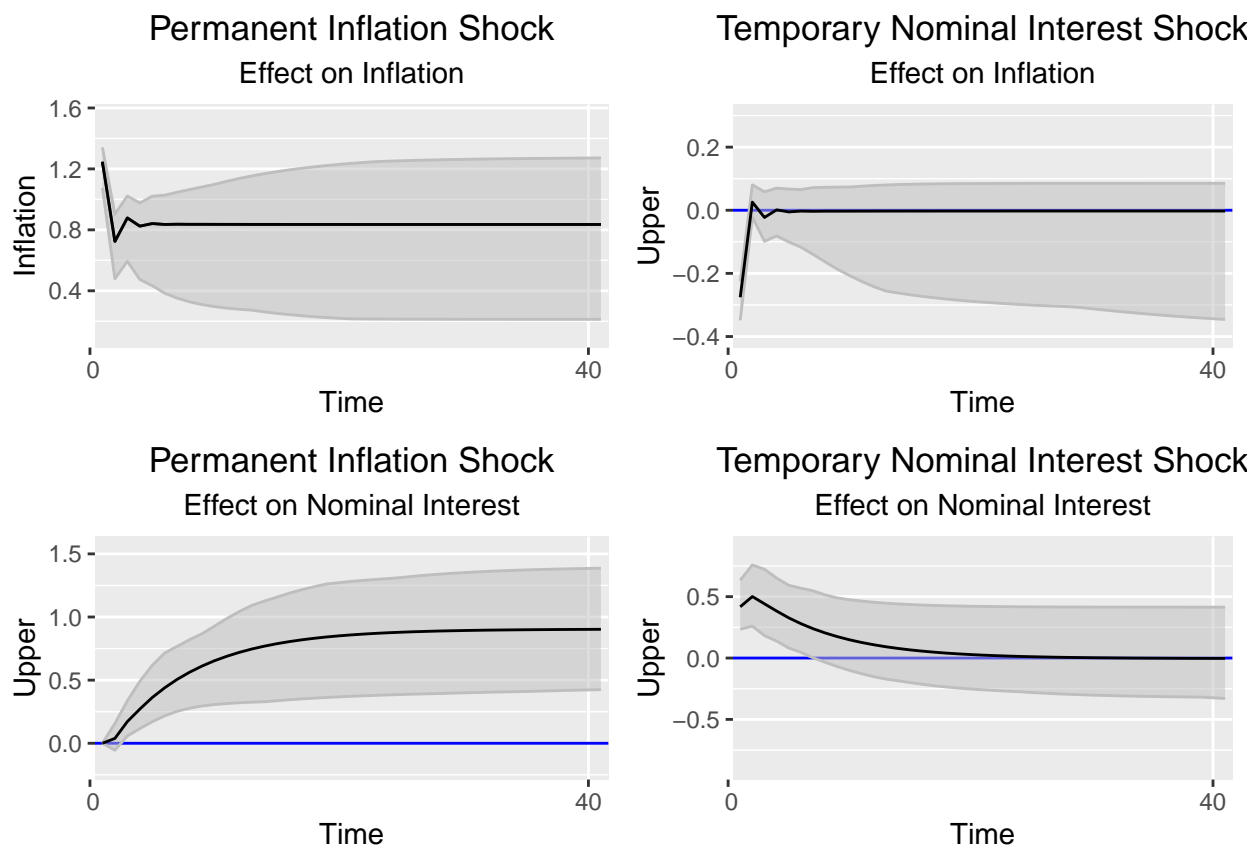 Permanent Inflation Shock
Effect on Inflation
1.6
1.2
0.8
0.4
Inflation
0
40
Time
Temporary Nominal Interest Shock
Effect on Inflation
0.2
0.0
−0.2
−0.4
Upper
0
40
Time
Permanent Inflation Shock
Effect on Nominal Interest
1.5
1.0
0.5
0.0
Upper
0
40
Time
Temporary Nominal Interest Shock
Effect on Nominal Interest
0.5
0.0
−0.5
Upper
0
40
Time